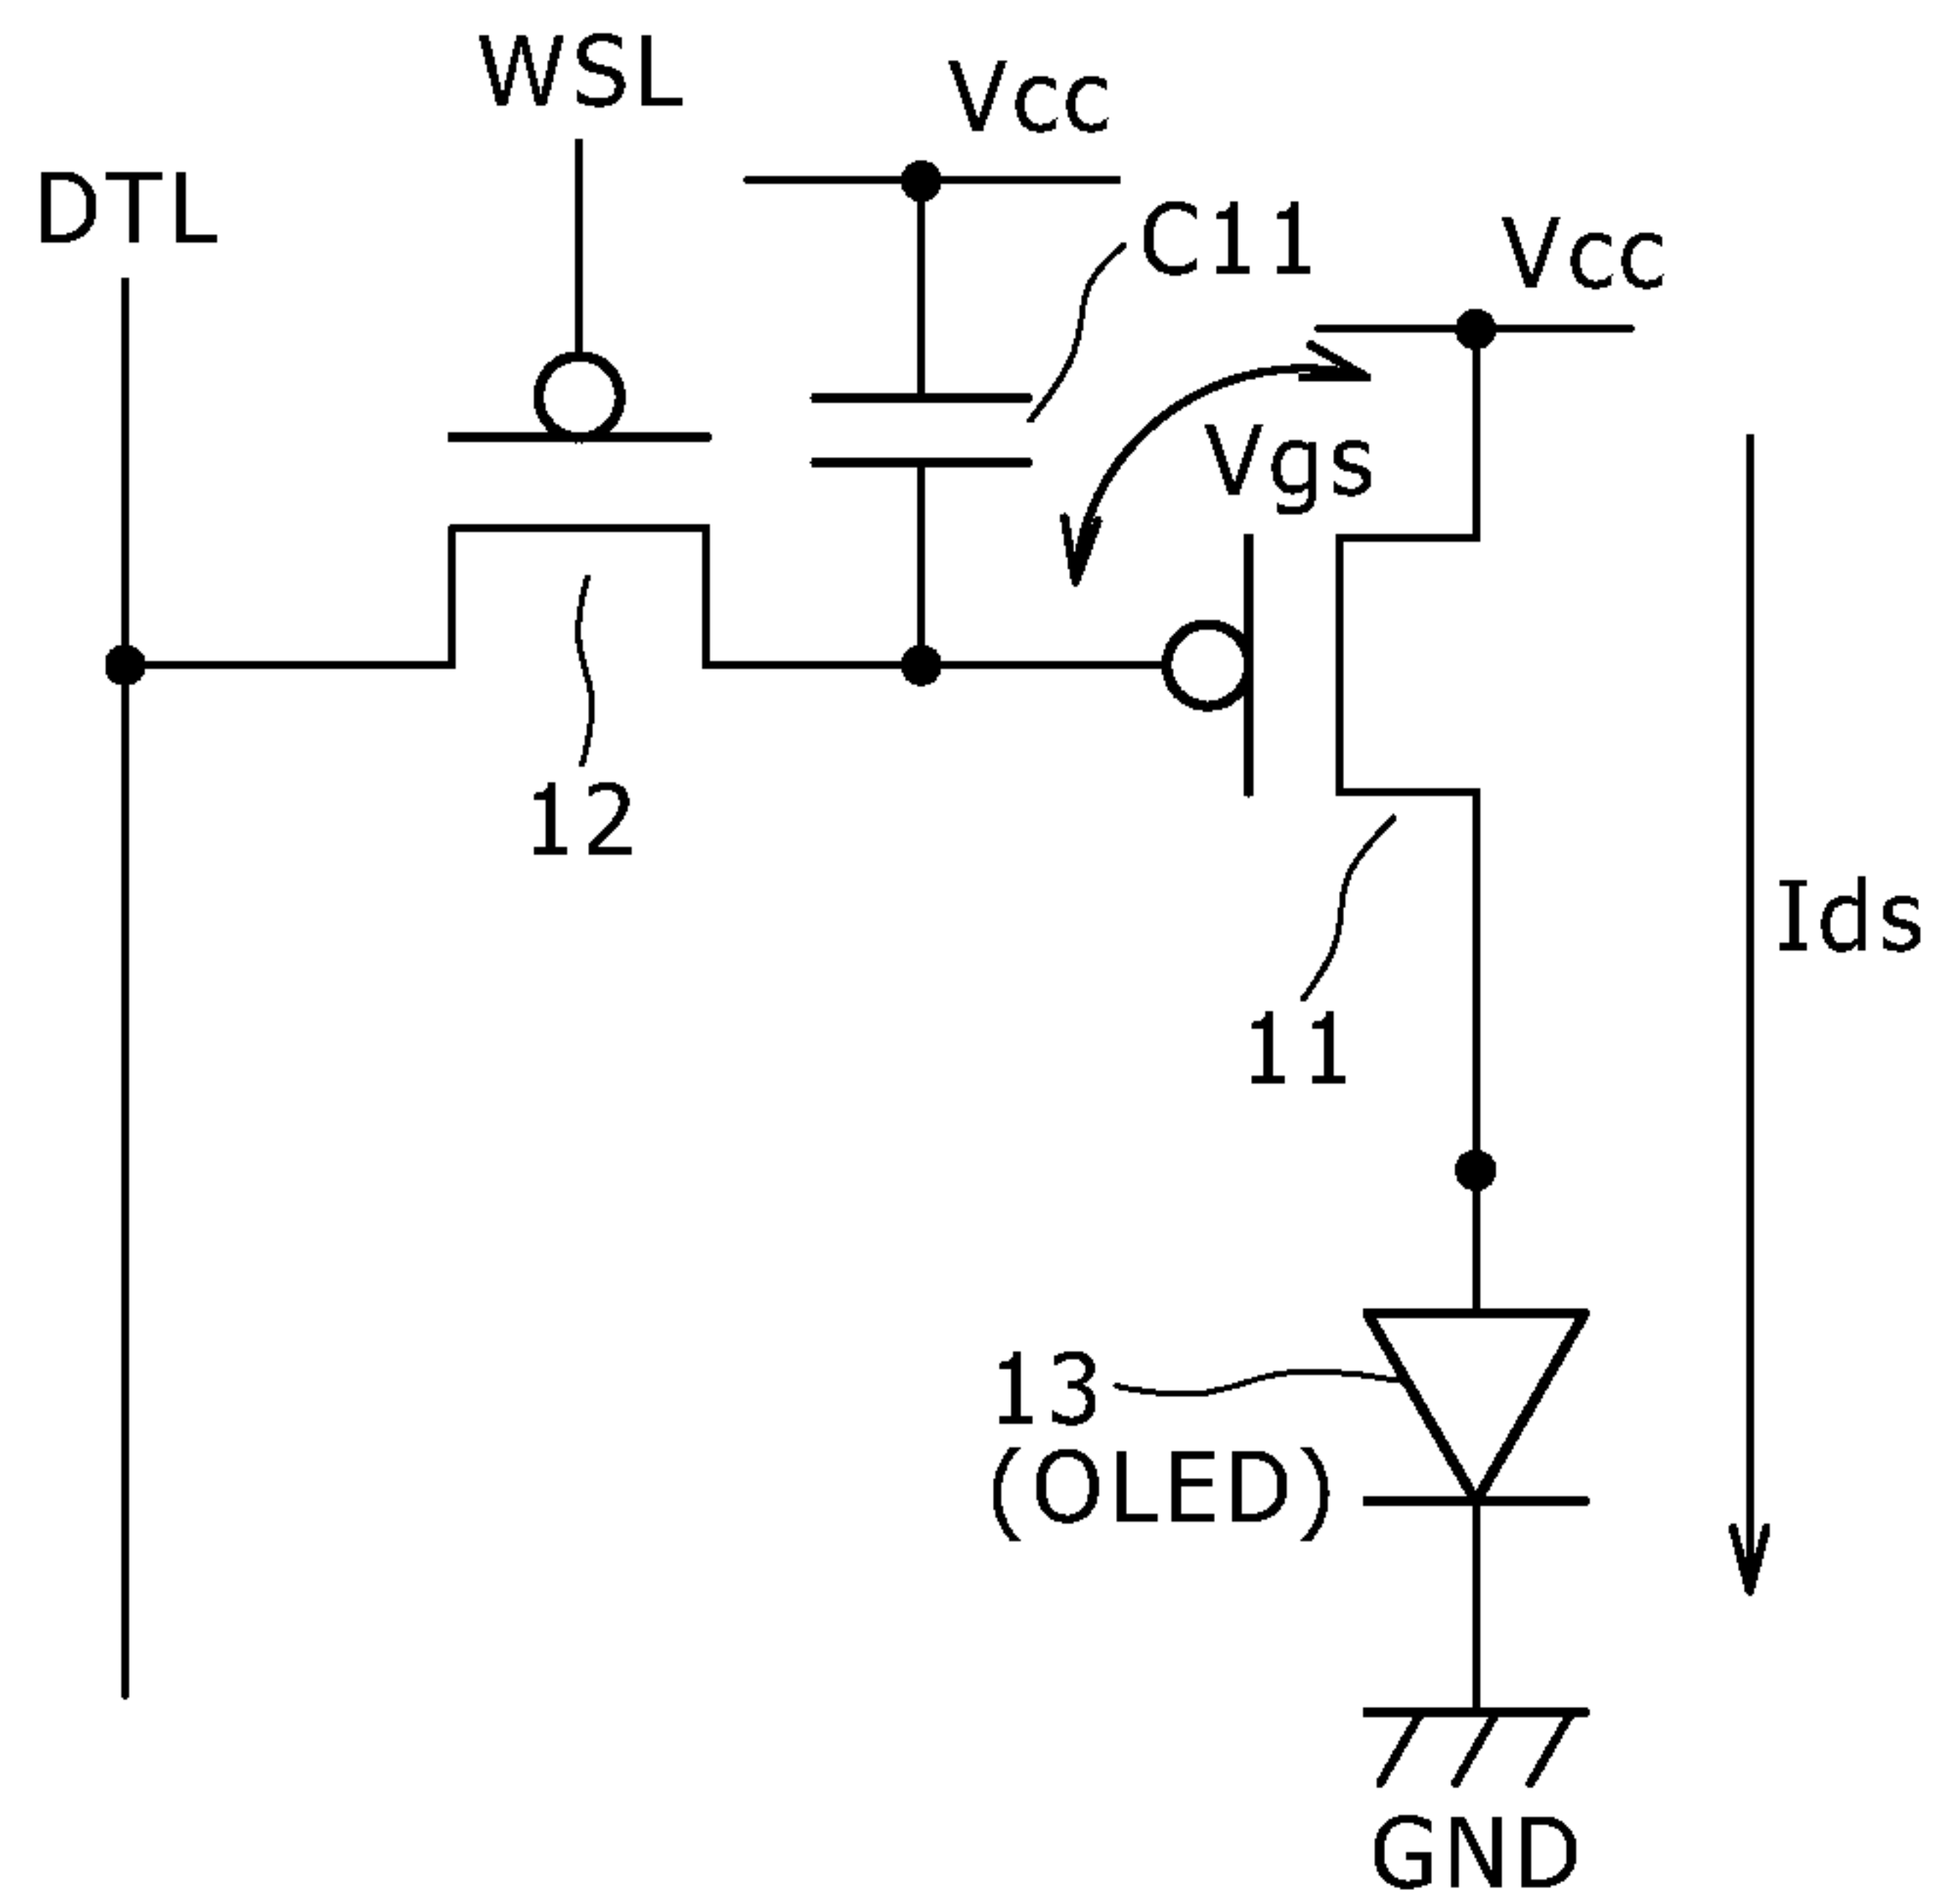 WSL
Vcc
DTL
C11
Vcc
Vgs
12
Ids
11
13
(OLED)
GND